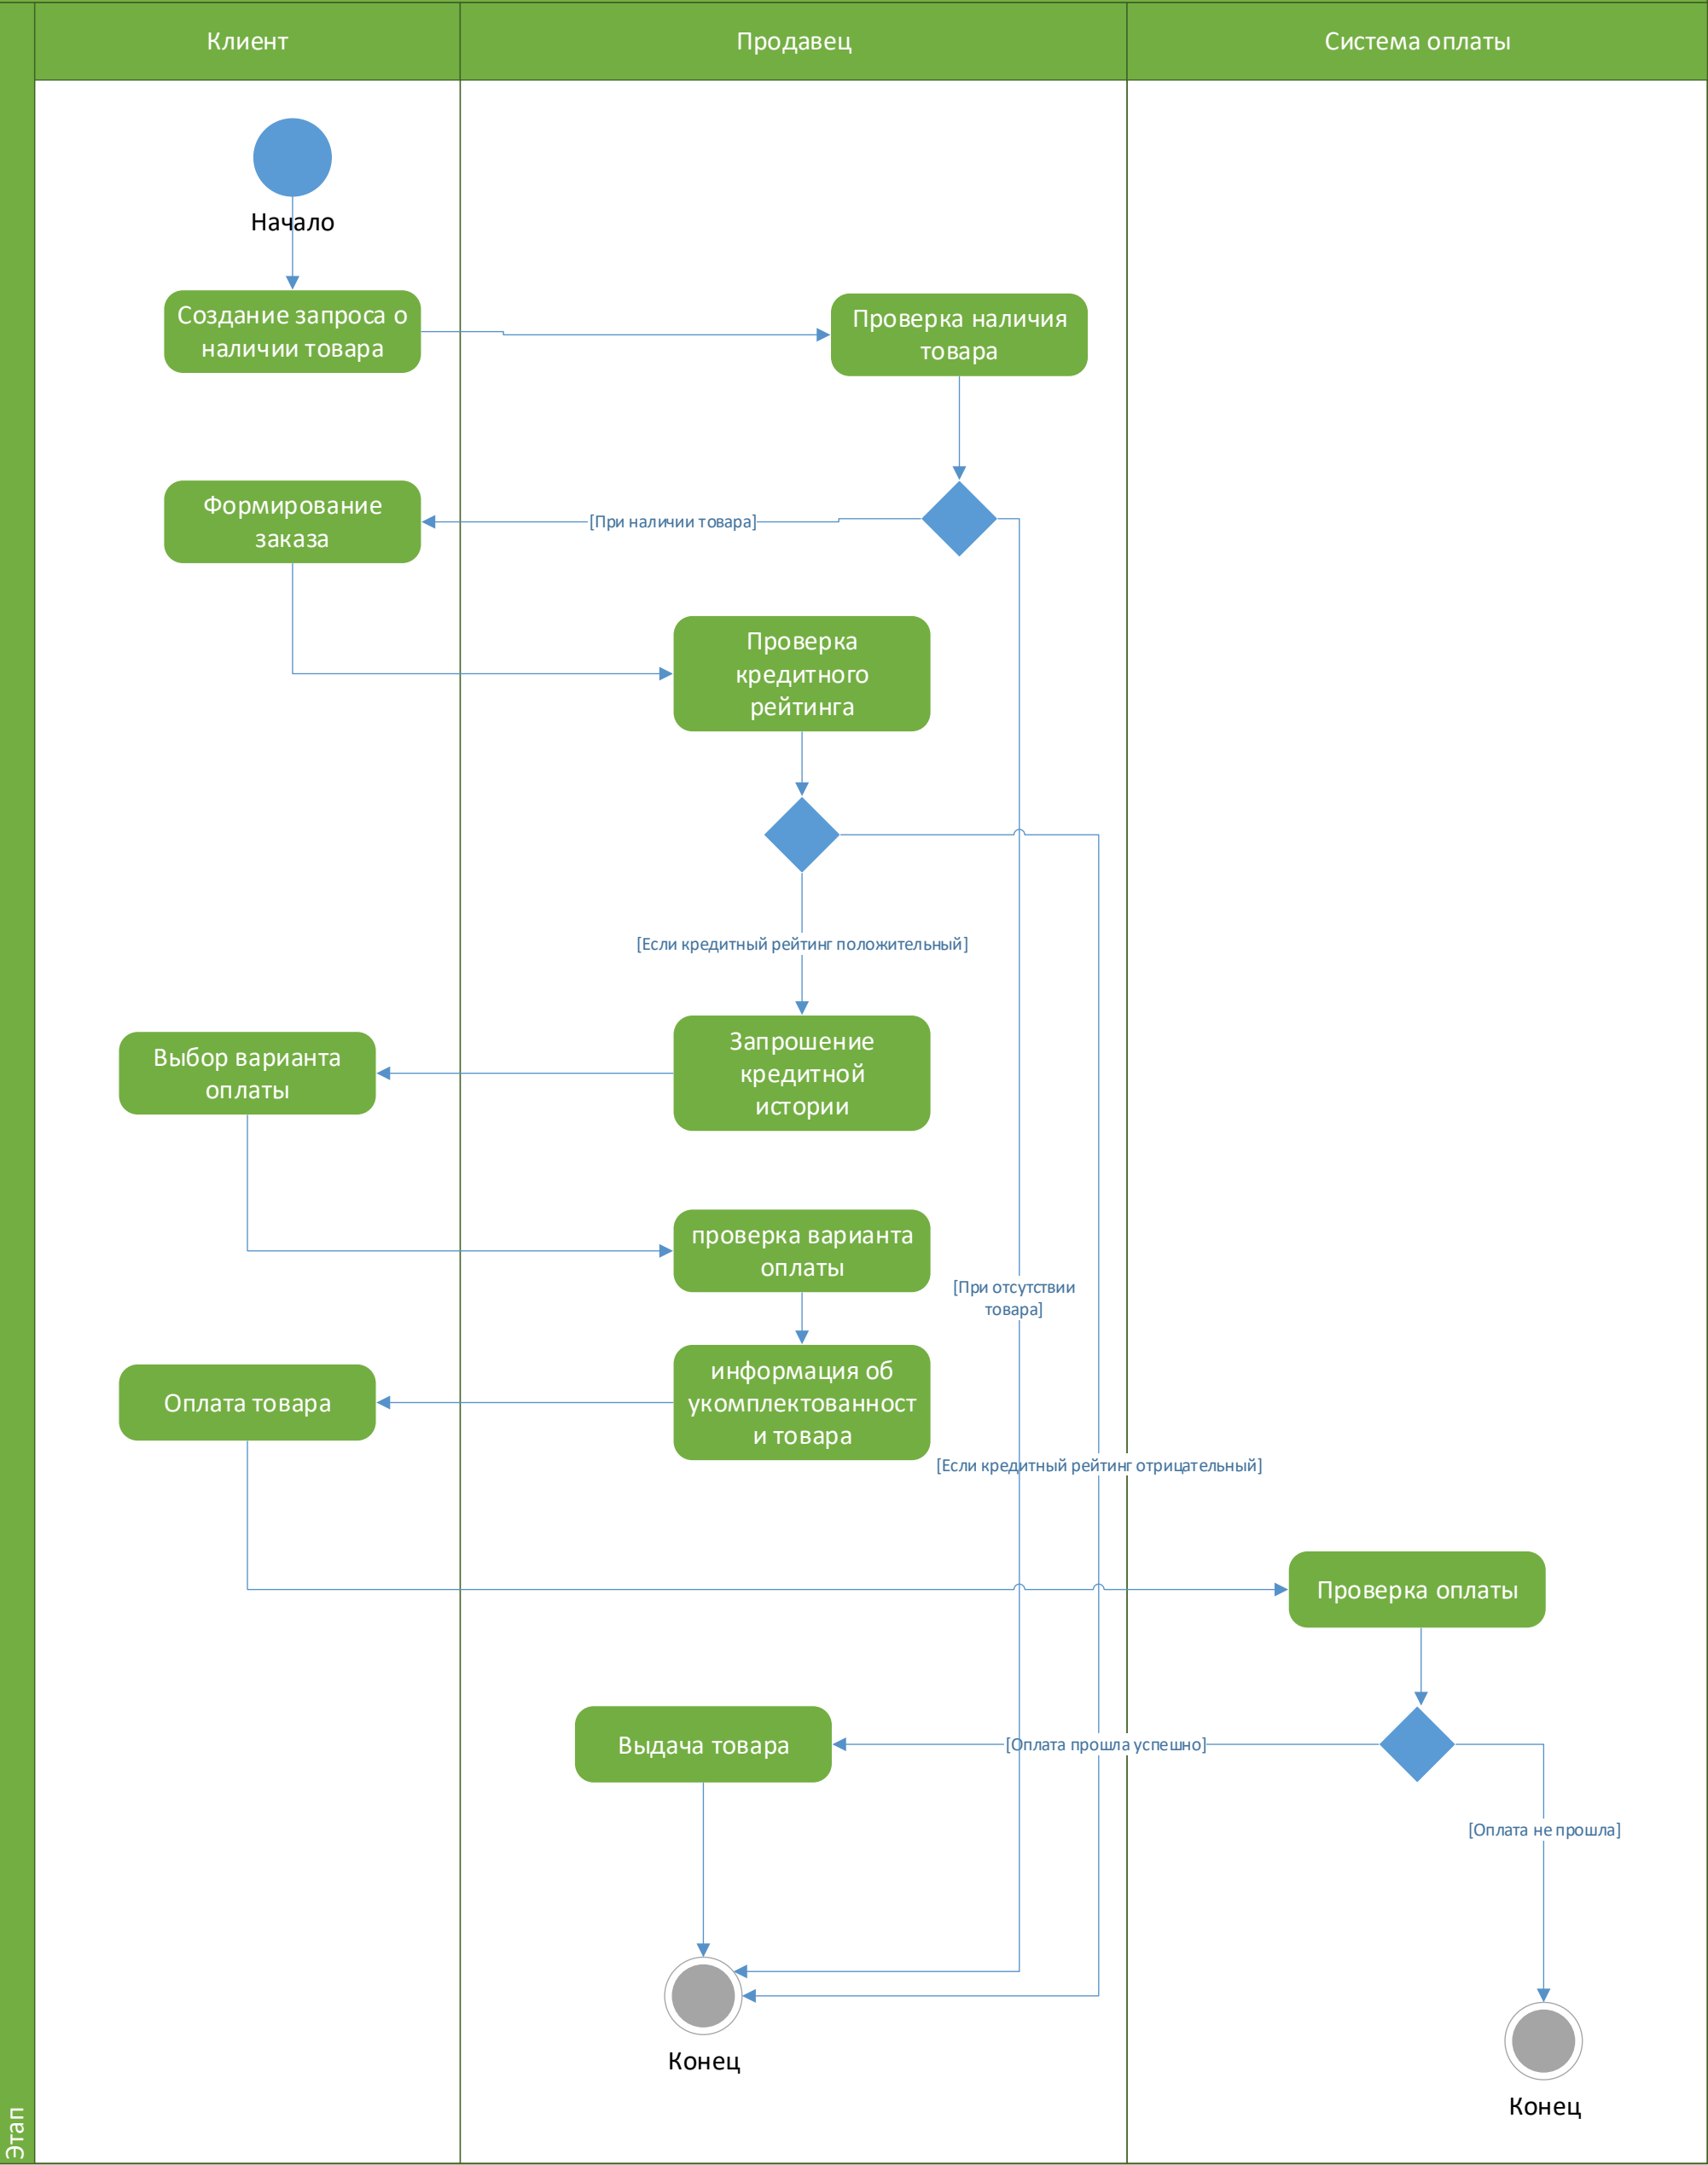 Клиент
Продавец
Система оплаты
Начало
Создание запроса о
наличии товара
Проверка наличия
товара
Формирование
заказа
[При наличии товара]
Проверка
кредитного
рейтинга
[Если кредитный рейтинг положительный]
Выбор варианта
оплаты
Запрошение
кредитной
истории
проверка варианта
оплаты
[При отсутствии
товара]
Оплата товара
информация об
укомплектованност
и товара
[Если кредитный рейтинг отрицательный]
Проверка оплаты
Выдача товара
[Оплата прошла успешно]
[Оплата не прошла]
Конец
Конец
Этап